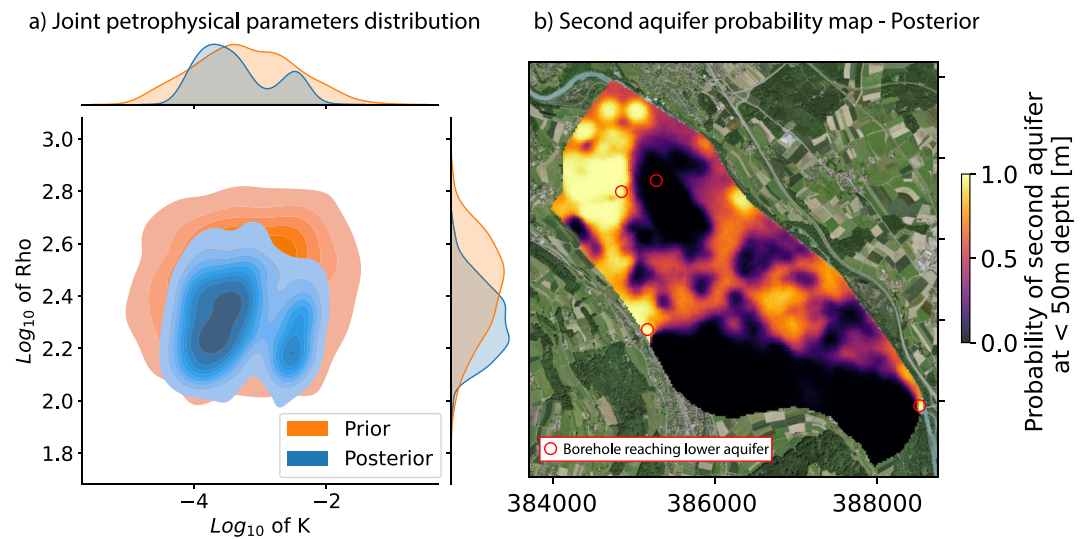 a) Joint petrophysical parameters distribution
3.0
2.8
2.6
2.4
2.2
2.0
1.8
Log10 of Rho
−4
−2
Log10 of K
Prior
Posterior
b) Second aquifer probability map - Posterior
Borehole reaching lower aquifer
384000
386000
388000
1.0
0.5
0.0
Probability of second aquifer
at < 50m depth [m]